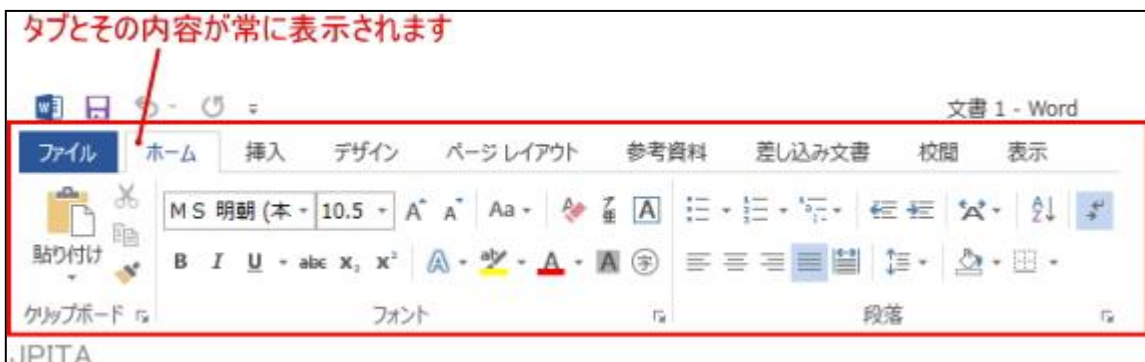 タブとその内容が常に表示されます
文書 1 - Word
ファイル ホーム 挿入 デザイン ページ レイアウト 参考資料 差し込み文書 校閲 表示
MS 明朝 (本 10.5 A A Aa ア亜 A A Z
貼り付け
B I U abc X₂ X² A aby A A 字
クリップボード フォント 段落
JPITA